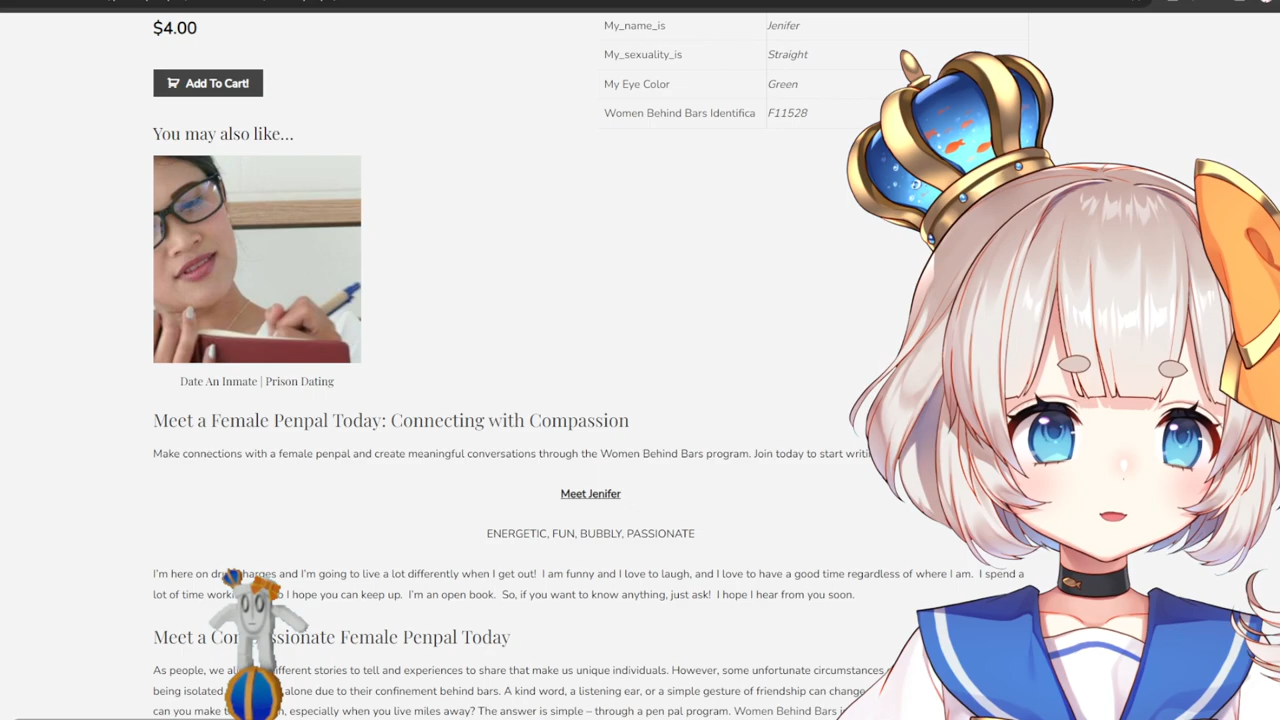 $4.00
My_name_is Jenifer
My_sexuality_is Straight
Add To Cart!
My Eye Color Green
Women Behind Bars Identifica F11528
You may also like…
Date An Inmate | Prison Dating
Meet a Female Penpal Today: Connecting with Compassion
Make connections with a female penpal and create meaningful conversations through the Women Behind Bars program. Join today to start
Meet Jenifer
ENERGETIC, FUN, BUBBLY, PASSIONATE
I'm here on and I'm going to live a lot differently when I get out! I am funny and I love to laugh, and I love to have a good time regardless of where I am. I spend a
lot of time I hope you can keep up. I'm an open book. So, if you want to know anything, just ask! I hope I hear from you soon.
Meet a Female Penpal Today
As people, we different stories to tell and experiences to share that make us unique individuals. However, some unfortunate circumstances
being isolated alone due to their confinement behind bars. A kind word, a listening ear, or a simple gesture of friendship can change
can you make especially when you live miles away? The answer is simple – through a pen pal program. Women Behind Bars